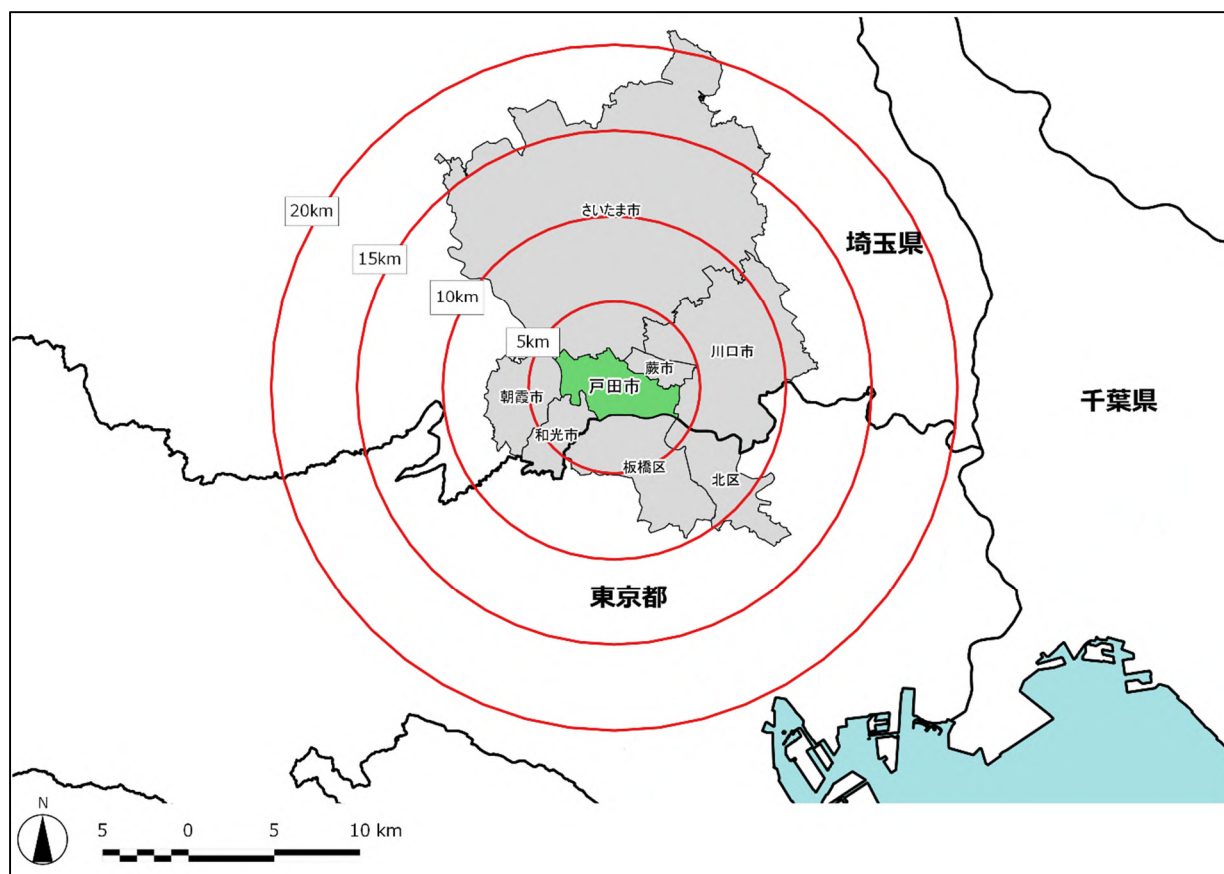 さいたま市
20km
埼玉県
15km
10km
5km
川口市
蕨市
戸田市
朝霞市
千葉県
和光市
板橋区
北区
東京都
N
5 0 5 10 km